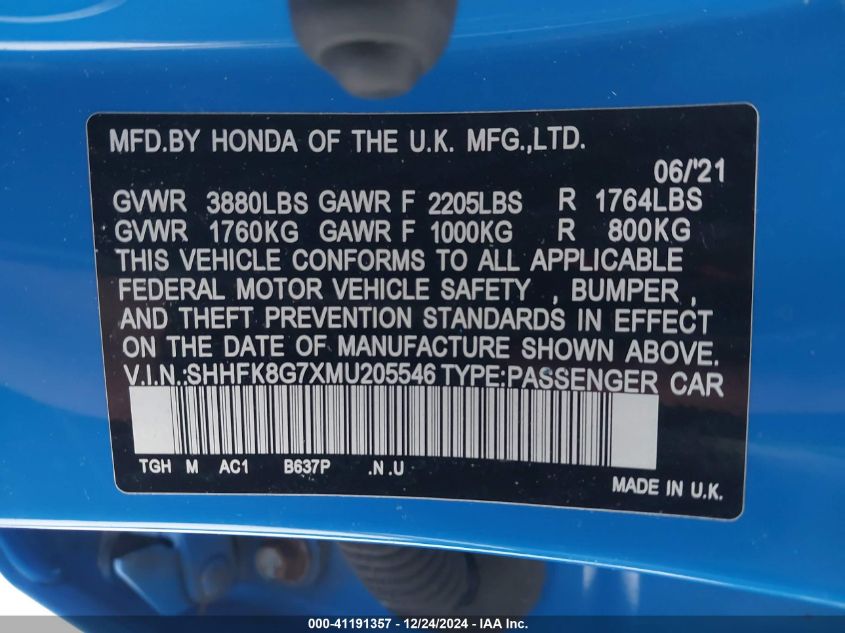 MFD.BY HONDA OF THE U.K. MFG.,LTD.
06/'21
GVWR 3880LBS GAWR F 2205LBS R 1764LBS
GVWR 1760KG GAWR F 1000KG R 800KG
THIS VEHICLE CONFORMS TO ALL APPLICABLE
FEDERAL MOTOR VEHICLE SAFETY , BUMPER ,
AND THEFT PREVENTION STANDARDS IN EFFECT
ON THE DATE OF MANUFACTURE SHOWN ABOVE.
V.I.N.:SHHFK8G7XMU205546 TYPE:PASSENGER CAR
TGH M AC1 B637P .N .U
MADE IN U.K.
000-41191357 / 12/24/2024 - IAA Inc.